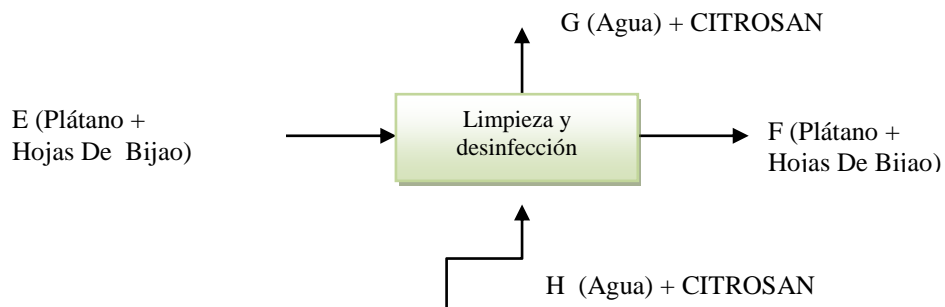 G (Agua) + CITROSAN
E (Plátano +
Hojas De Bijao)
Limpieza y
desinfección
F (Plátano +
Hojas De Bijao)
H (Agua) + CITROSAN